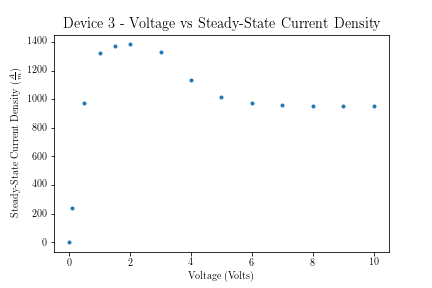 Device 3 - Voltage vs Steady-State Current Density
Steady-State Current Density (A/m)
1400
1200
1000
800
600
400
200
0
0 2 4 6 8 10
Voltage (Volts)